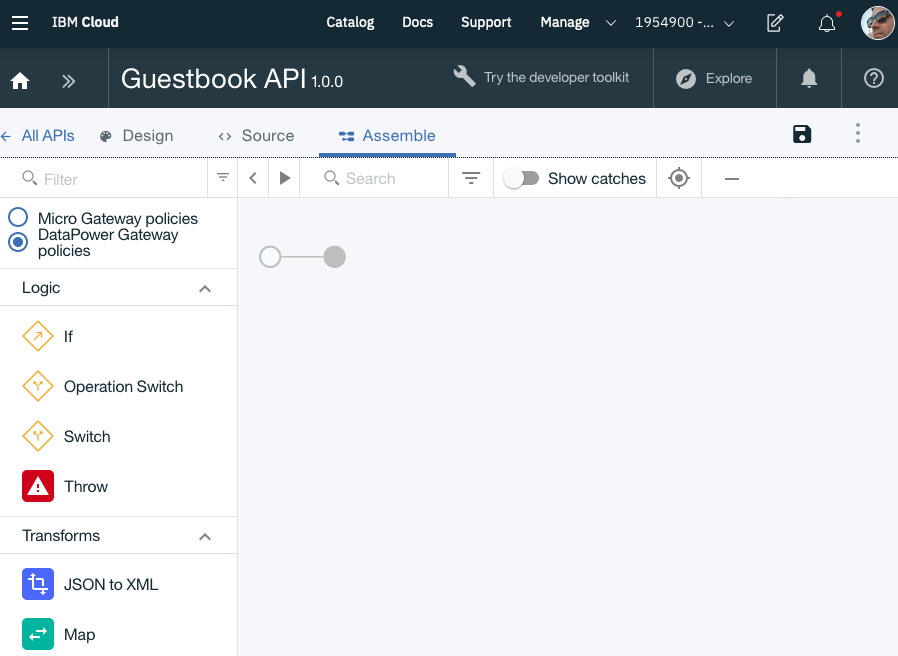 IBM Cloud
Catalog Docs Support Manage 1954900 -...
Guestbook API 1.0.0
Try the developer toolkit
Explore
All APIs Design Source Assemble
Filter
Search
Show catches
Micro Gateway policies
DataPower Gateway
policies
Logic
If
Operation Switch
Switch
Throw
Transforms
JSON to XML
Map